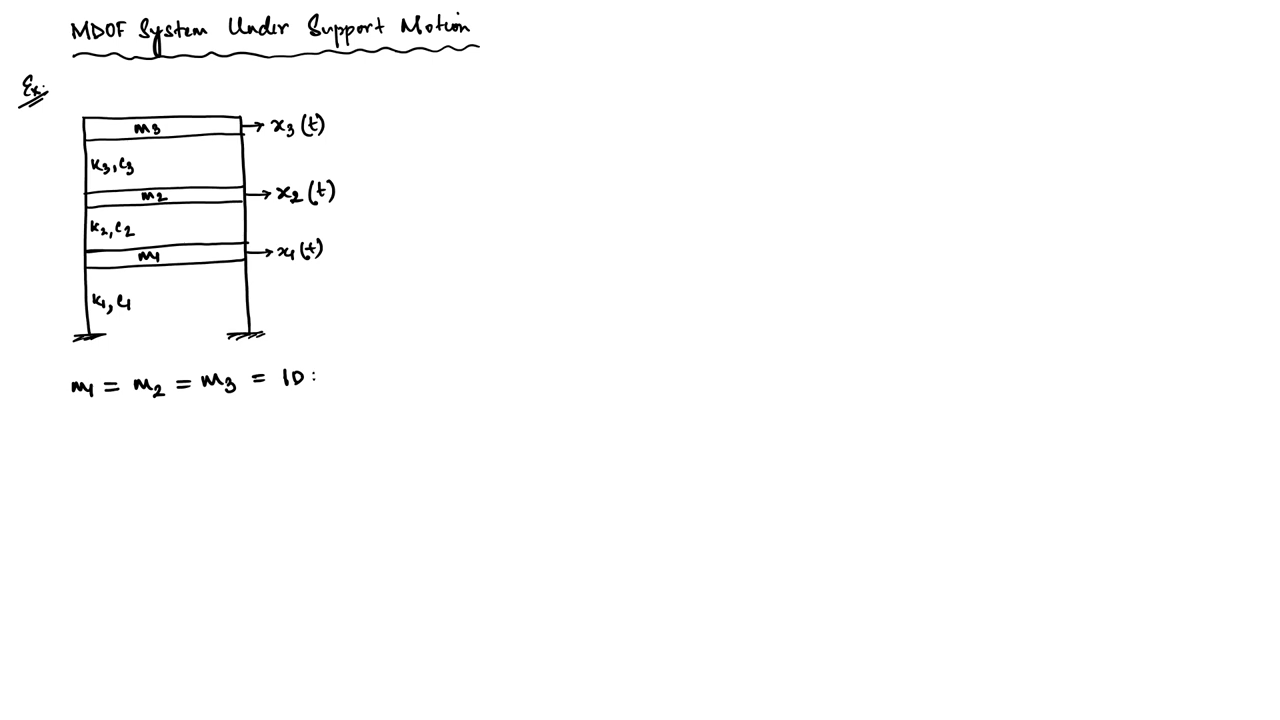 MDOF System Under Support Motion
Ex:
m3
x3(t)
k3, c3
m2
x2(t)
k2, c2
m1
x1(t)
k1, c1
m1 = m2 = m3 = 10: